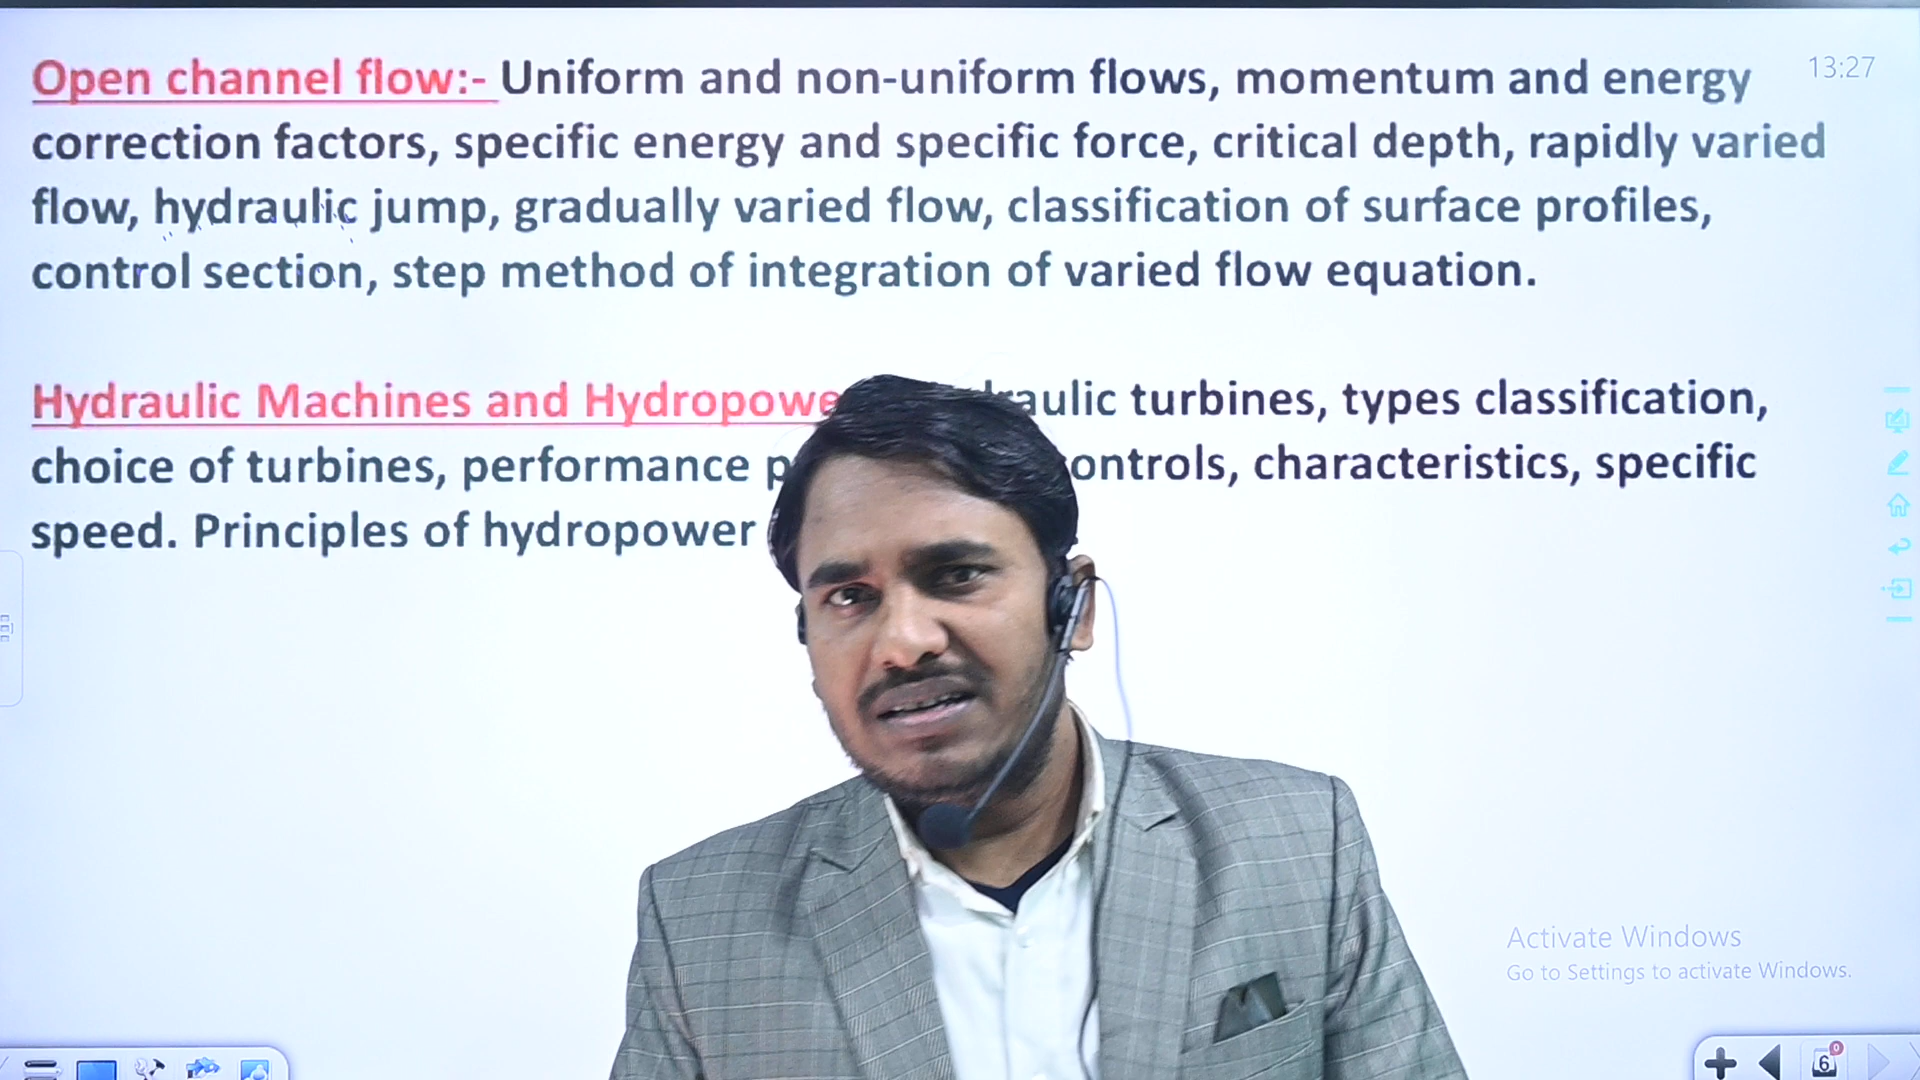 Open channel flow:- Uniform and non-uniform flows, momentum and energy
13:27
correction factors, specific energy and specific force, critical depth, rapidly varied
flow, hydraulic jump, gradually varied flow, classification of surface profiles,
control section, step method of integration of varied flow equation.
Hydraulic Machines and turbines, types classification,
choice of turbines, performance characteristics, specific
speed. Principles of hydropower
Activate Windows
Go to Settings to activate Windows.
6
0